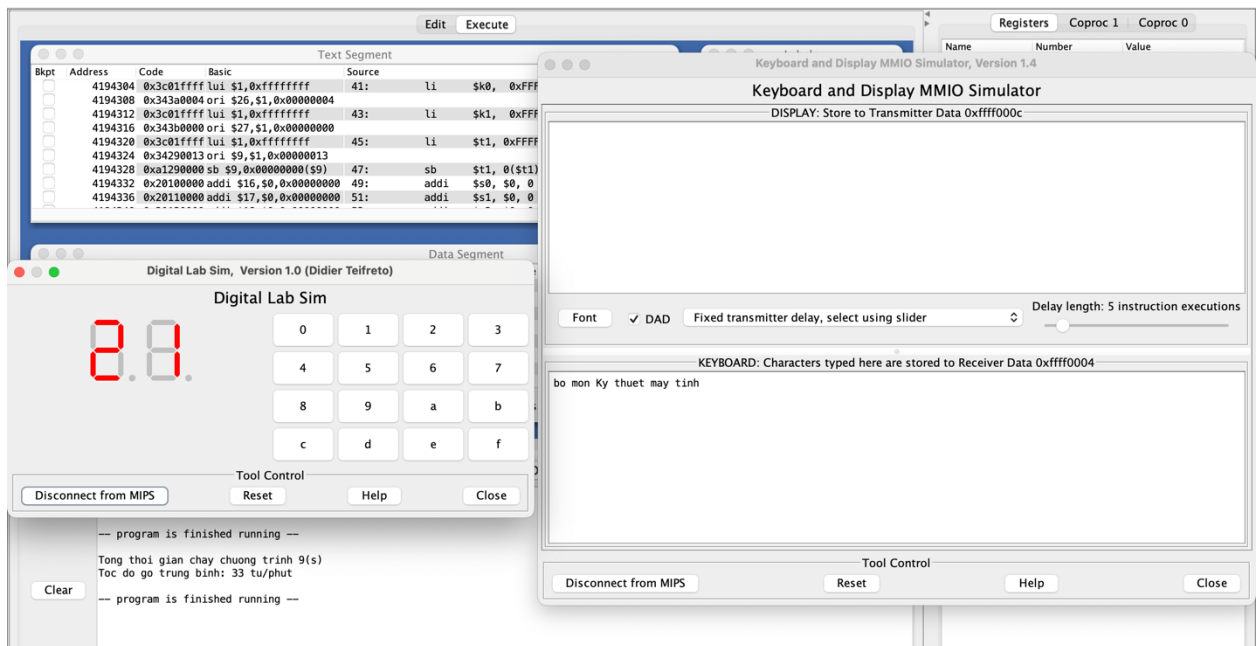 Edit Execute
Registers Coproc 1 Coproc 0
Name Number Value
Text Segment
Bkpt Address Code Basic Source
4194304 0x3c01ffff lui $1,0xffffffff 41: li $k0, 0xFFF
4194308 0x343a0004 ori $26,$1,0x00000004
4194312 0x3c01ffff lui $1,0xffffffff 43: li $k1, 0xFFF
4194316 0x343b0000 ori $27,$1,0x00000000
4194320 0x3c01ffff lui $1,0xffffffff 45: li $t1, 0xFFFF
4194324 0x34290013 ori $9,$1,0x00000013
4194328 0xa1290000 sb $9,0x00000000($9) 47: sb $t1, 0($t1)
4194332 0x20100000 addi $16,$0,0x00000000 49: addi $s0, $0, 0
4194336 0x20110000 addi $17,$0,0x00000000 51: addi $s1, $0, 0
Data Segment
Digital Lab Sim, Version 1.0 (Didier Teifreto)
Digital Lab Sim
21
0 1 2 3
4 5 6 7
8 9 a b
c d e f
Tool Control
Disconnect from MIPS Reset Help Close
Keyboard and Display MMIO Simulator, Version 1.4
Keyboard and Display MMIO Simulator
DISPLAY: Store to Transmitter Data 0xffff000c
Font DAD Fixed transmitter delay, select using slider Delay length: 5 instruction executions
KEYBOARD: Characters typed here are stored to Receiver Data 0xffff0004
bo mon Ky thuet may tinh
Tool Control
Disconnect from MIPS Reset Help Close
-- program is finished running --
Tong thoi gian chay chuong trinh 9(s)
Toc do go trung binh: 33 tu/phut
-- program is finished running --
Clear